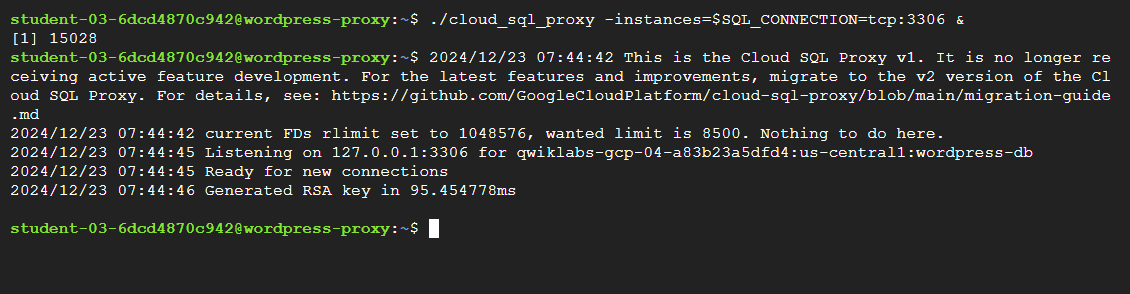 student-03-6dcd4870c942@wordpress-proxy:~$ ./cloud_sql_proxy -instances=$SQL_CONNECTION=tcp:3306 &
[1] 15028
student-03-6dcd4870c942@wordpress-proxy:~$ 2024/12/23 07:44:42 This is the Cloud SQL Proxy v1. It is no longer re
ceiving active feature development. For the latest features and improvements, migrate to the v2 version of the Cl
oud SQL Proxy. For details, see: https://github.com/GoogleCloudPlatform/cloud-sql-proxy/blob/main/migration-guide
.md
2024/12/23 07:44:42 current FDs rlimit set to 1048576, wanted limit is 8500. Nothing to do here.
2024/12/23 07:44:45 Listening on 127.0.0.1:3306 for qwiklabs-gcp-04-a83b23a5dfd4:us-central1:wordpress-db
2024/12/23 07:44:45 Ready for new connections
2024/12/23 07:44:46 Generated RSA key in 95.454778ms
student-03-6dcd4870c942@wordpress-proxy:~$